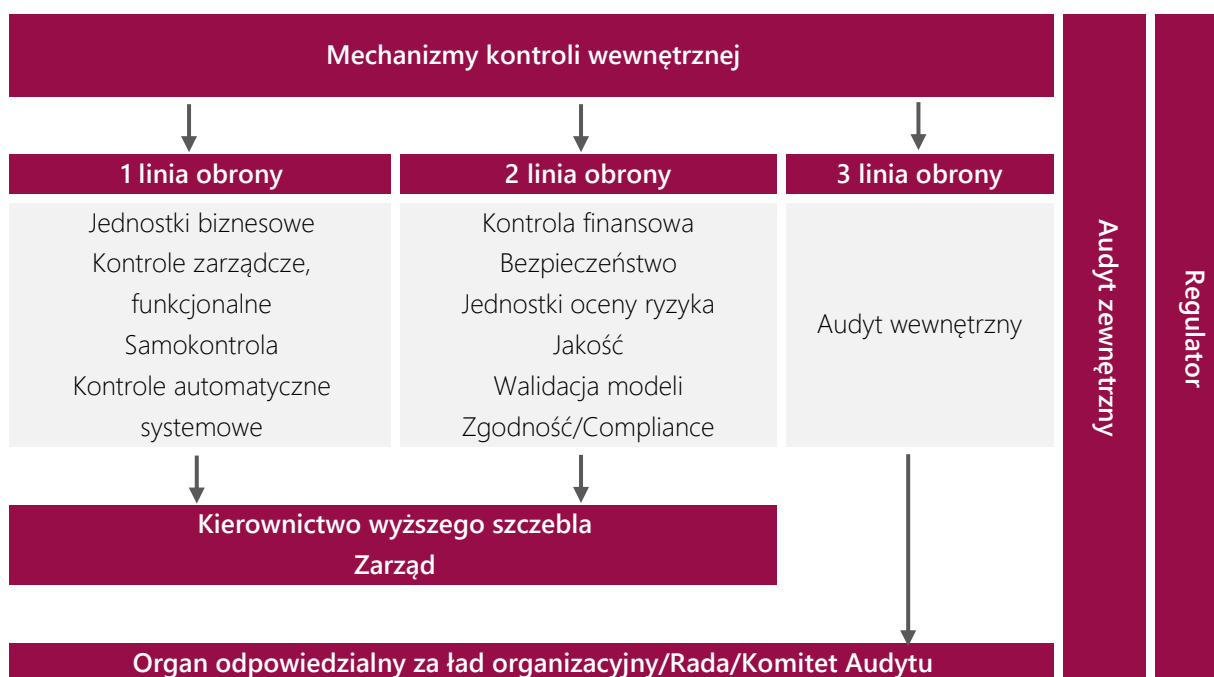 Mechanizmy kontroli wewnętrznej
1 linia obrony
Jednostki biznesowe
Kontrole zarządcze,
funkcjonalne
Samokontrola
Kontrole automatyczne
systemowe
2 linia obrony
Kontrola finansowa
Bezpieczeństwo
Jednostki oceny ryzyka
Jakość
Walidacja modeli
Zgodność/Compliance
3 linia obrony
Audyt wewnętrzny
Kierownictwo wyższego szczebla
Zarząd
Organ odpowiedzialny za ład organizacyjny/Rada/Komitet Audytu
Audyt zewnętrzny
Regulator